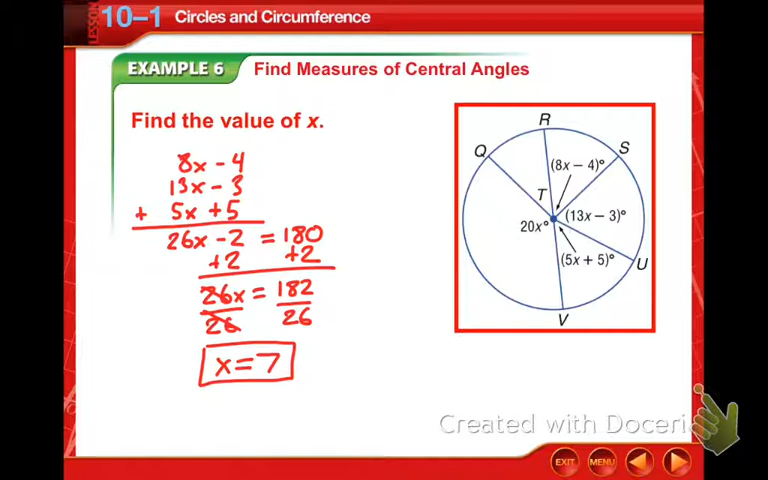 LESSON 10–1 Circles and Circumference
EXAMPLE 6 Find Measures of Central Angles
Find the value of x.
8x - 4
13x - 3
+ 5x + 5
26x - 2 = 180
+2 +2
26x = 182
26 26
x = 7
R
Q S
(8x – 4)°
T
20x° (13x – 3)°
(5x + 5)°
U
V
Created with Doceri
EXIT MENU